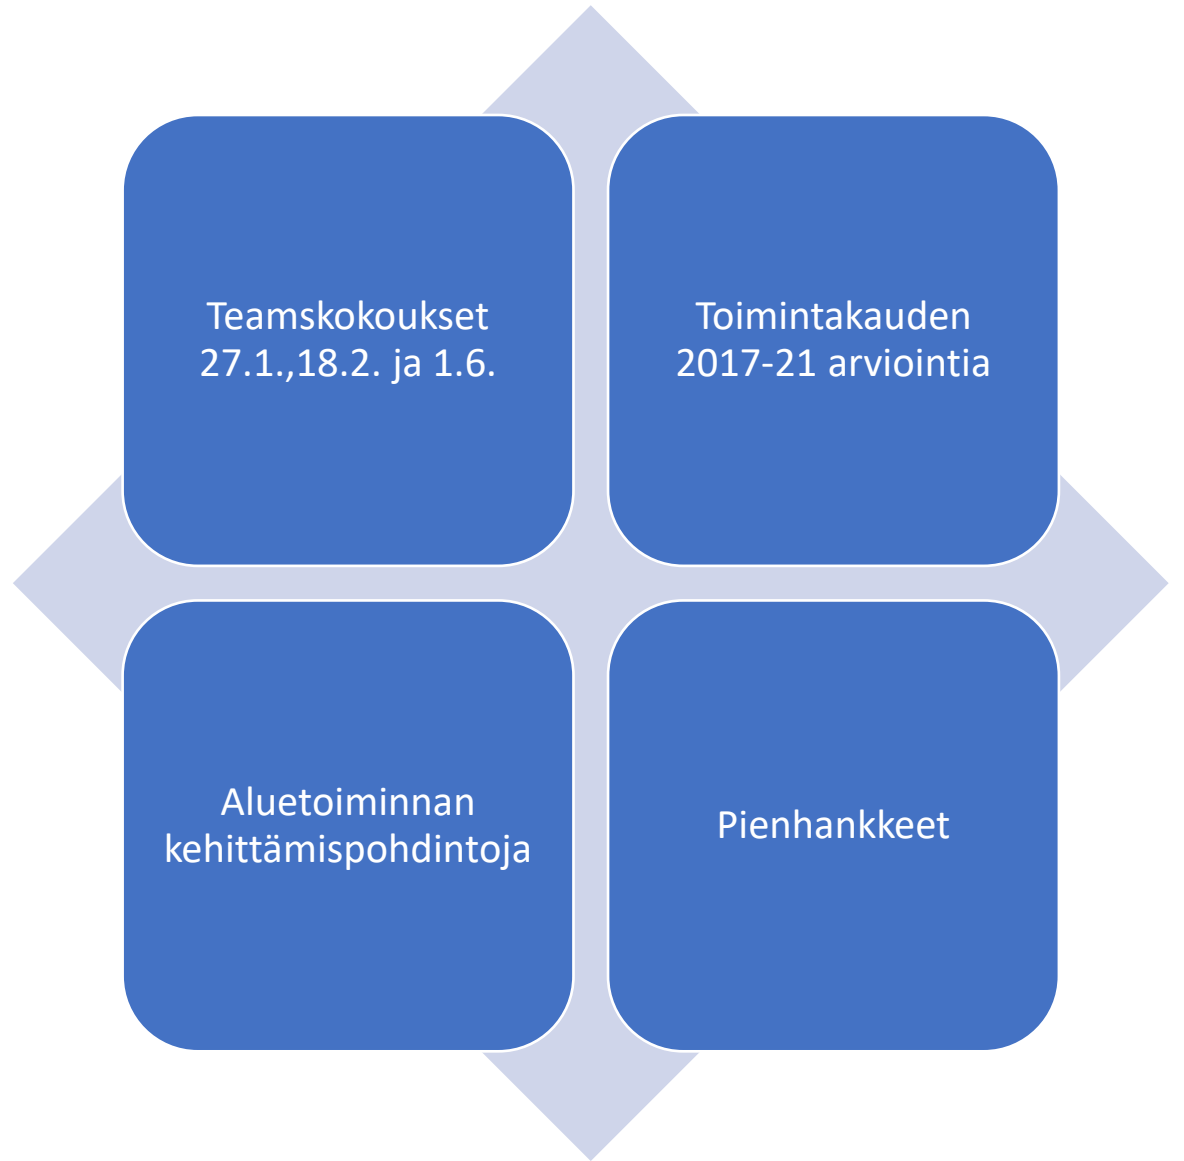 Teamskokoukset
27.1.,18.2. ja 1.6.
Toimintakauden
2017-21 arviointia
Aluetoiminnan
kehittämispohdintoja
Pienhankkeet